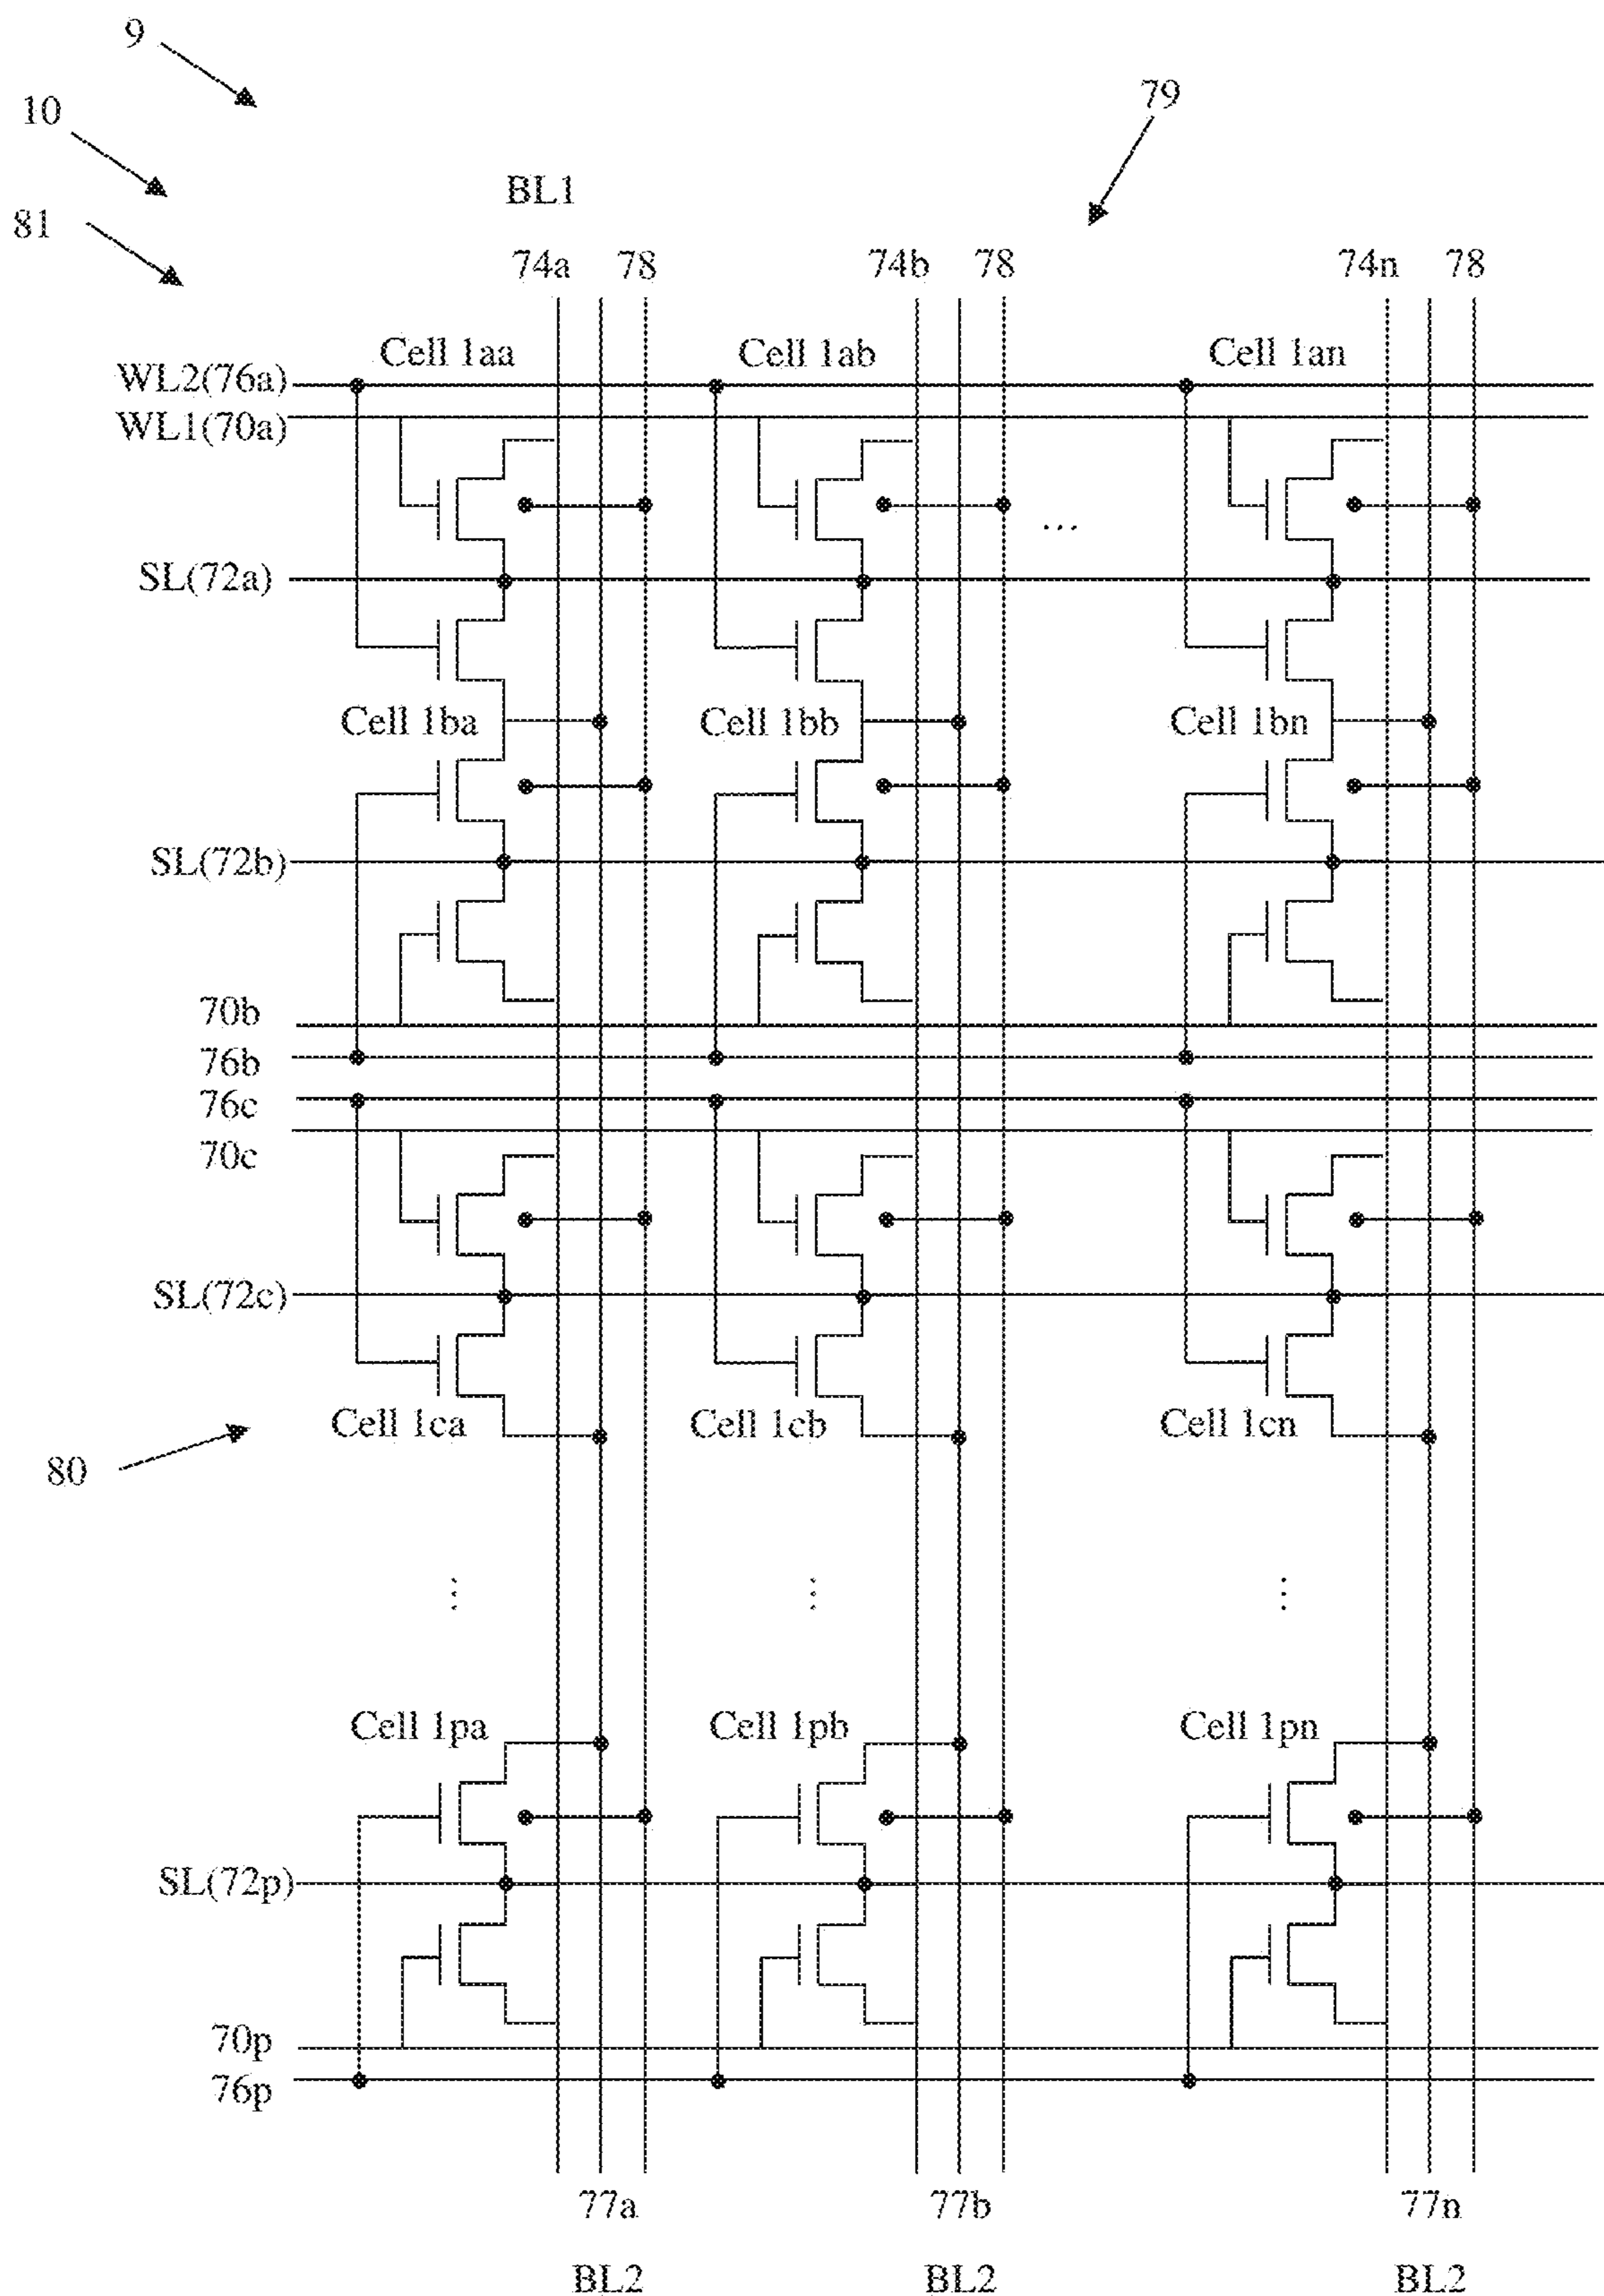 9
10
79
BL1
81
74a 78 74b 78 74n 78
Cell 1aa Cell 1ab Cell 1an
WL2(76a)
WL1(70a)
...
SL(72a)
Cell 1ba Cell 1bb Cell 1bn
SL(72b)
70b
76b
76c
70c
SL(72c)
Cell 1ca Cell 1cb Cell 1cn
80
... ... ...
Cell 1pa Cell 1pb Cell 1pn
SL(72p)
70p
76p
77a 77b 77n
BL2 BL2 BL2